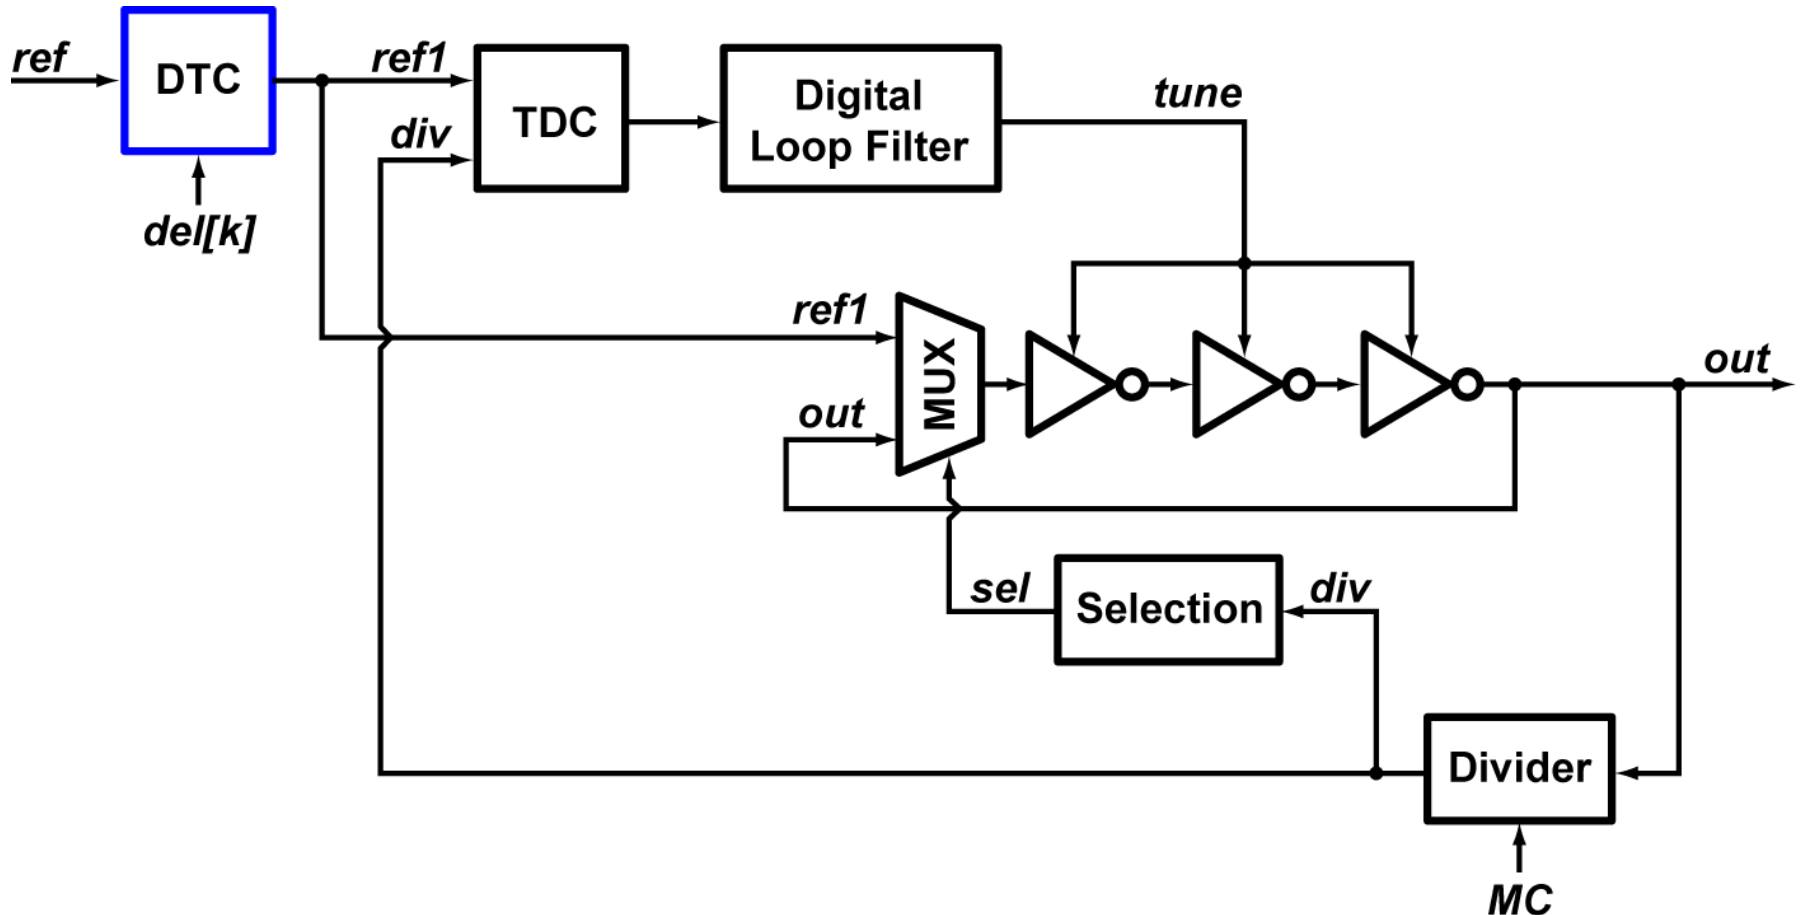 ref
DTC
ref1
del[k]
div
TDC
Digital
Loop Filter
tune
ref1
out
MUX
out
sel
Selection
div
Divider
MC